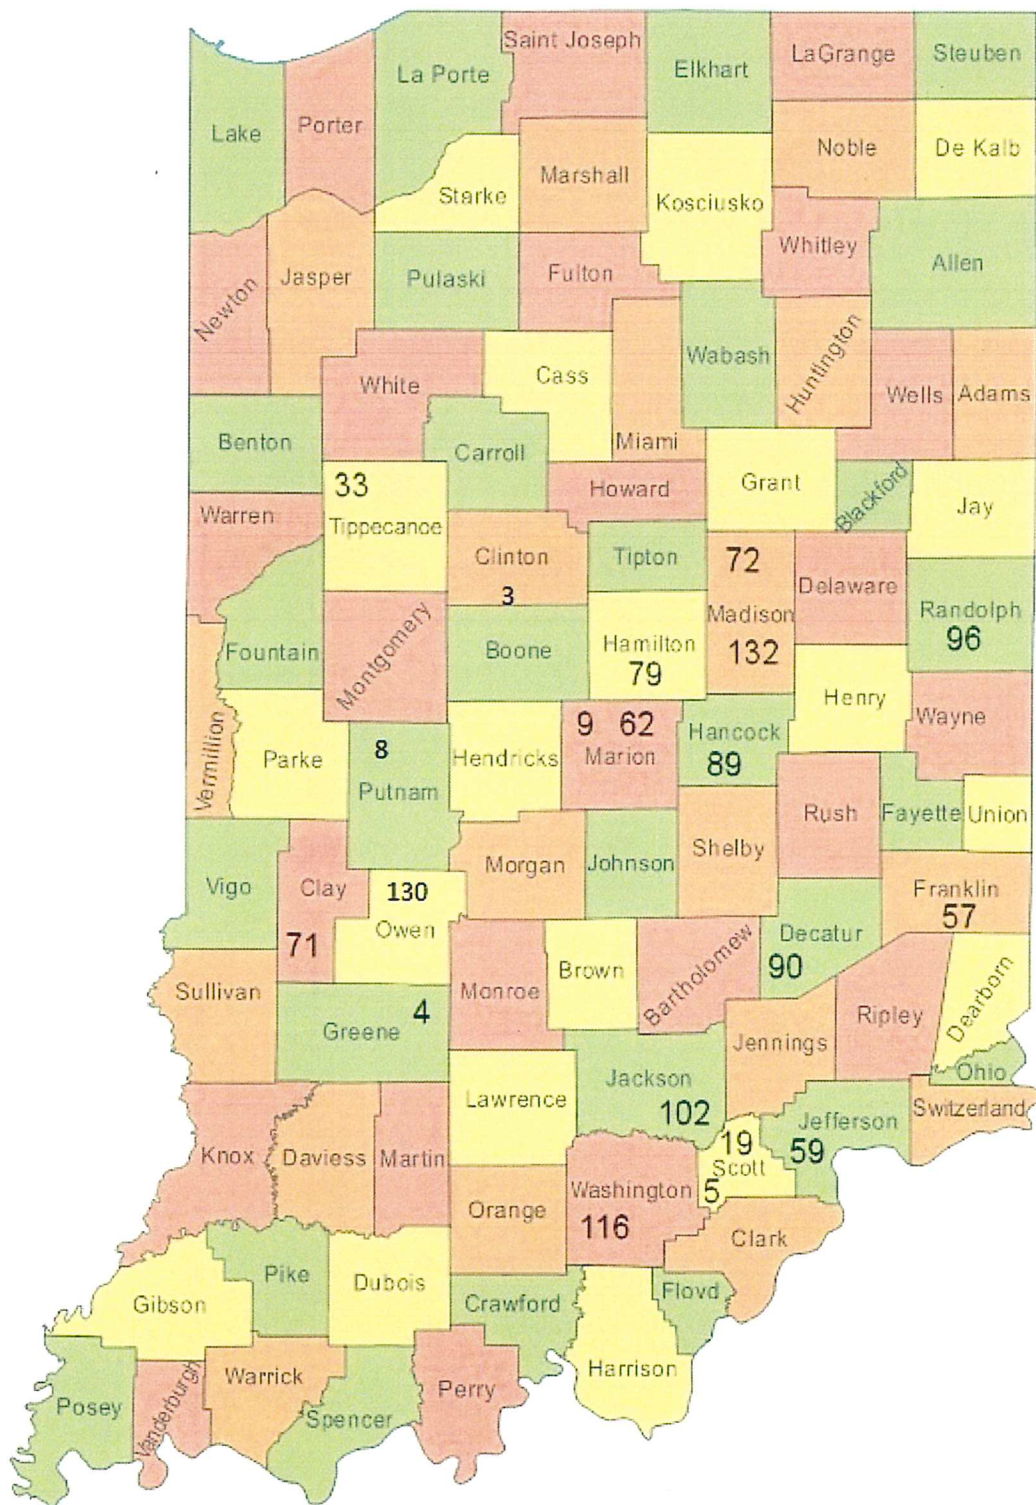 Saint Joseph
LaGrange
Steuben
La Porte
Elkhart
Lake
Porter
Noble
De Kalb
Marshall
Starke
Kosciusko
Whitley
Allen
Jasper
Pulaski
Fulton
Newton
Wabash
Huntington
White
Cass
Wells
Adams
Benton
Carroll
Miami
33
Howard
Grant
Blackford
Jay
Warren
Tippecanoe
Clinton
3
Tipton
72
Madison
132
Delaware
Randolph
96
Fountain
Montgomery
Boone
Hamilton
79
Henry
Wayne
Vermillion
Parke
8
Putnam
Hendricks
9 62
Marion
Hancock
89
Rush
Fayette
Union
Vigo
Clay
71
130
Owen
Morgan
Johnson
Shelby
Franklin
57
Decatur
90
Sullivan
Greene
4
Monroe
Brown
Bartholomew
Jennings
Ripley
Dearborn
Ohio
Lawrence
Jackson
102
Jefferson
59
Switzerland
19
Scott
5
Knox
Daviess
Martin
Orange
Washington
116
Clark
Pike
Dubois
Gibson
Crawford
Floyd
Harrison
Posey
Vanderburgh
Warrick
Spencer
Perry